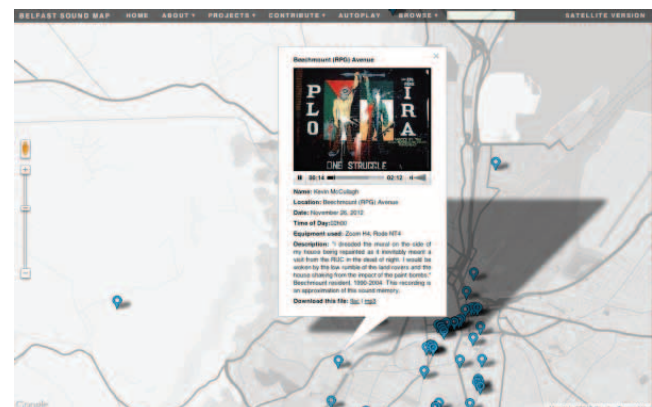 BELFAST SOUND MAP HOME ABOUT PROJECTS CONTRIBUTE AUTOPLAY BROWSE SATELLITE VERSION
Beechmount (RPG) Avenue
PLO IRA
ONE STRUGGLE
00:14 02:12
Name: Kevin McCullagh
Location: Beechmount (RPG) Avenue
Date: November 26, 2012
Time of Day: 02h00
Equipment used: Zoom H4, Rode NT4
Description: "I dreaded the mural on the side of
my house being repainted as it inevitably meant a
visit from the RUC in the dead of night. I would be
woken by the low rumble of the land rovers and the
house shaking from the impact of the paint bombs."
Beechmount resident, 1990-2004. This recording is
an approximation of this sound memory.
Download this file: flac / mp3
Google